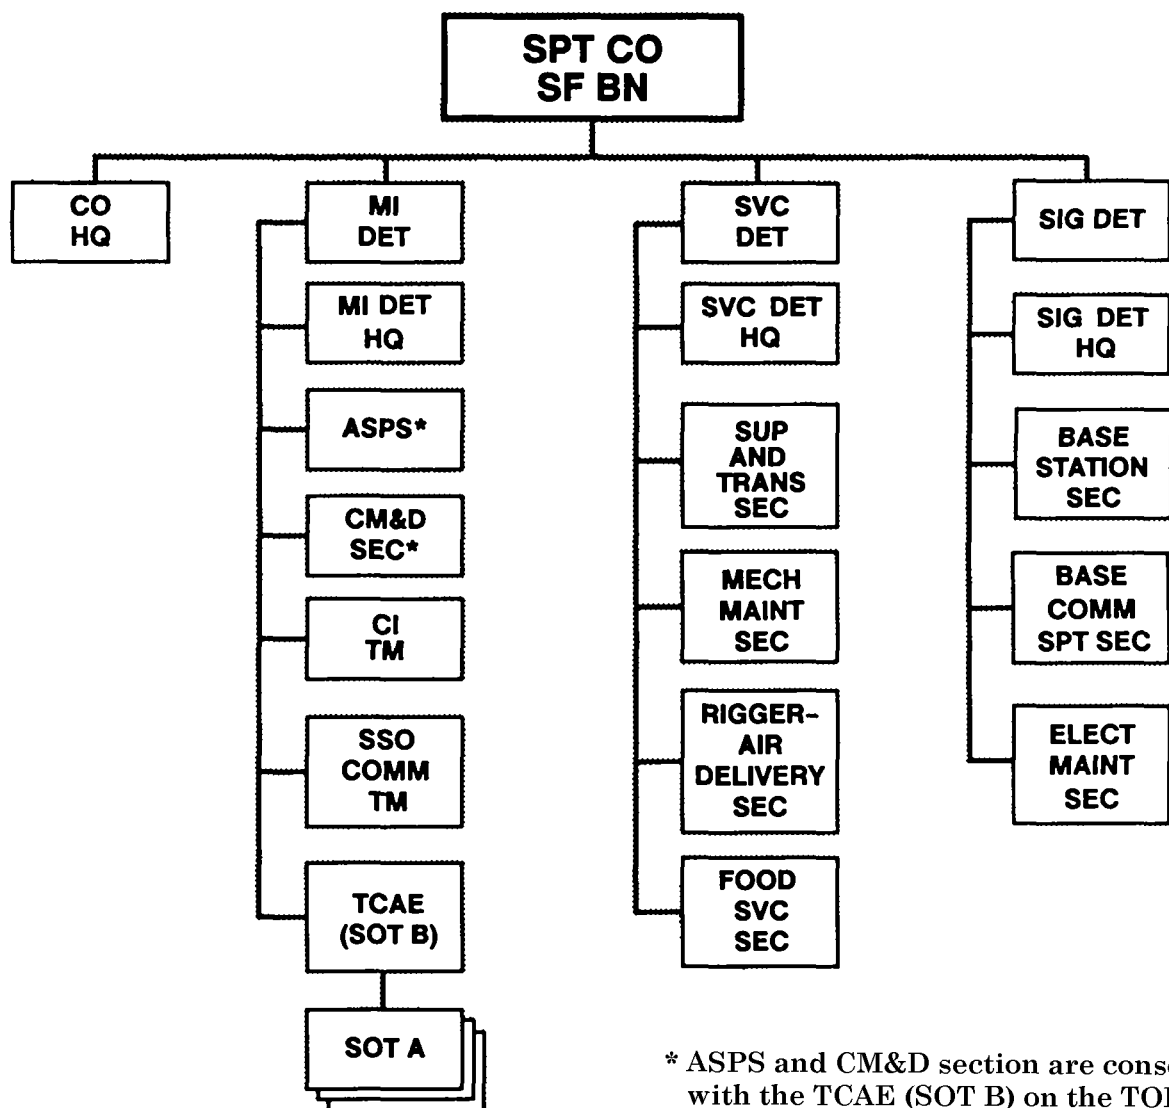 SPT CO
SF BN
CO
HQ
MI
DET
MI DET
HQ
ASPS*
CM&D
SEC*
CI
TM
SSO
COMM
TM
TCAE
(SOT B)
SOT A
SVC
DET
SVC DET
HQ
SUP
AND
TRANS
SEC
MECH
MAINT
SEC
RIGGER–
AIR
DELIVERY
SEC
FOOD
SVC
SEC
SIG DET
SIG DET
HQ
BASE
STATION
SEC
BASE
COMM
SPT SEC
ELECT
MAINT
SEC
* ASPS and CM&D section are
with the TCAE (SOT B) on the